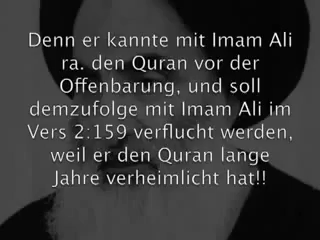 Denn er kannte mit Imam Ali
ra. den Quran vor der
Offenbarung, und soll
demzufolge mit Imam Ali im
Vers 2:159 verflucht werden,
weil er den Quran lange
Jahre verheimlicht hat!!